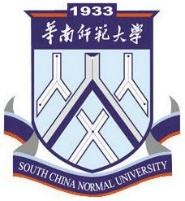 1933
华南师范大学
SOUTH CHINA NORMAL UNIVERSITY